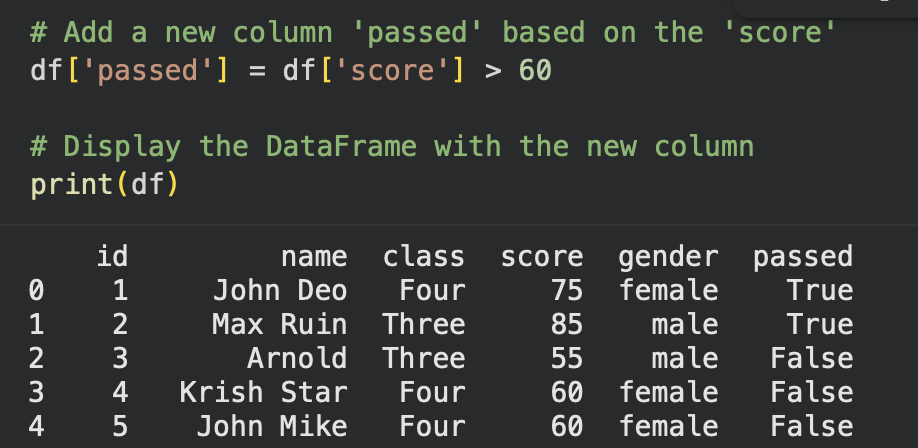 # Add a new column 'passed' based on the 'score'
df['passed'] = df['score'] > 60
# Display the DataFrame with the new column
print(df)
id name class score gender passed
0 1 John Deo Four 75 female True
1 2 Max Ruin Three 85 male True
2 3 Arnold Three 55 male False
3 4 Krish Star Four 60 female False
4 5 John Mike Four 60 female False